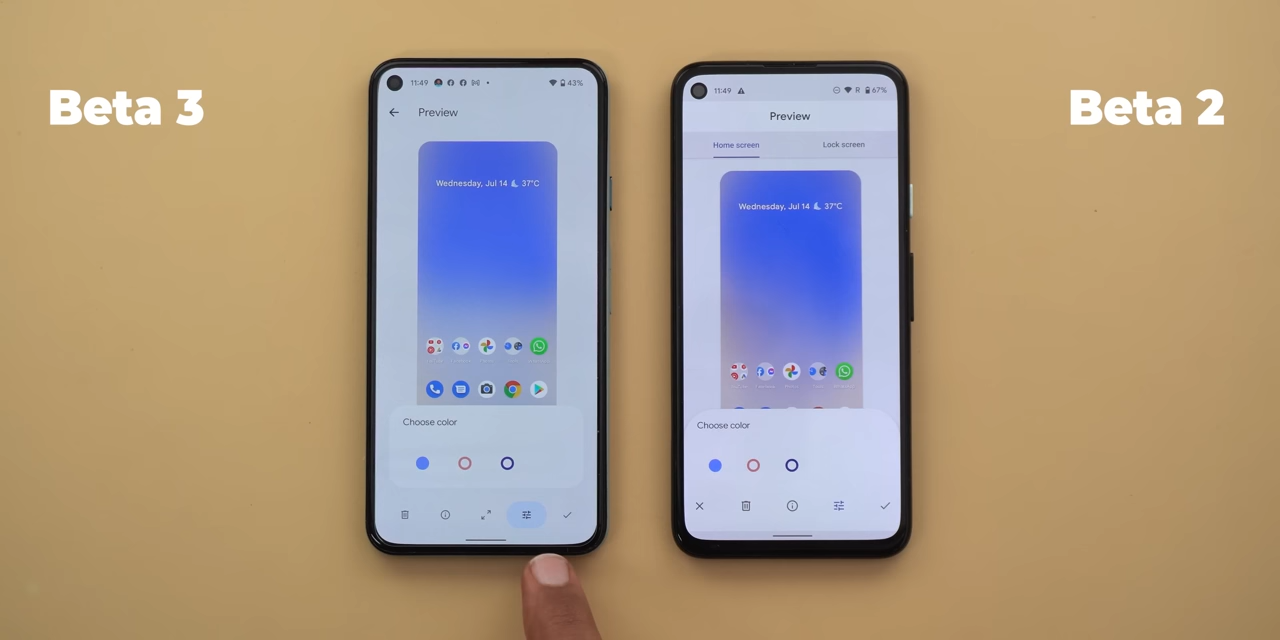 Beta 3
11:49
43%
Preview
Wednesday, Jul 14 37°C
Choose color
Beta 2
11:49
R 67%
Preview
Home screen Lock screen
Wednesday, Jul 14 37°C
Choose color